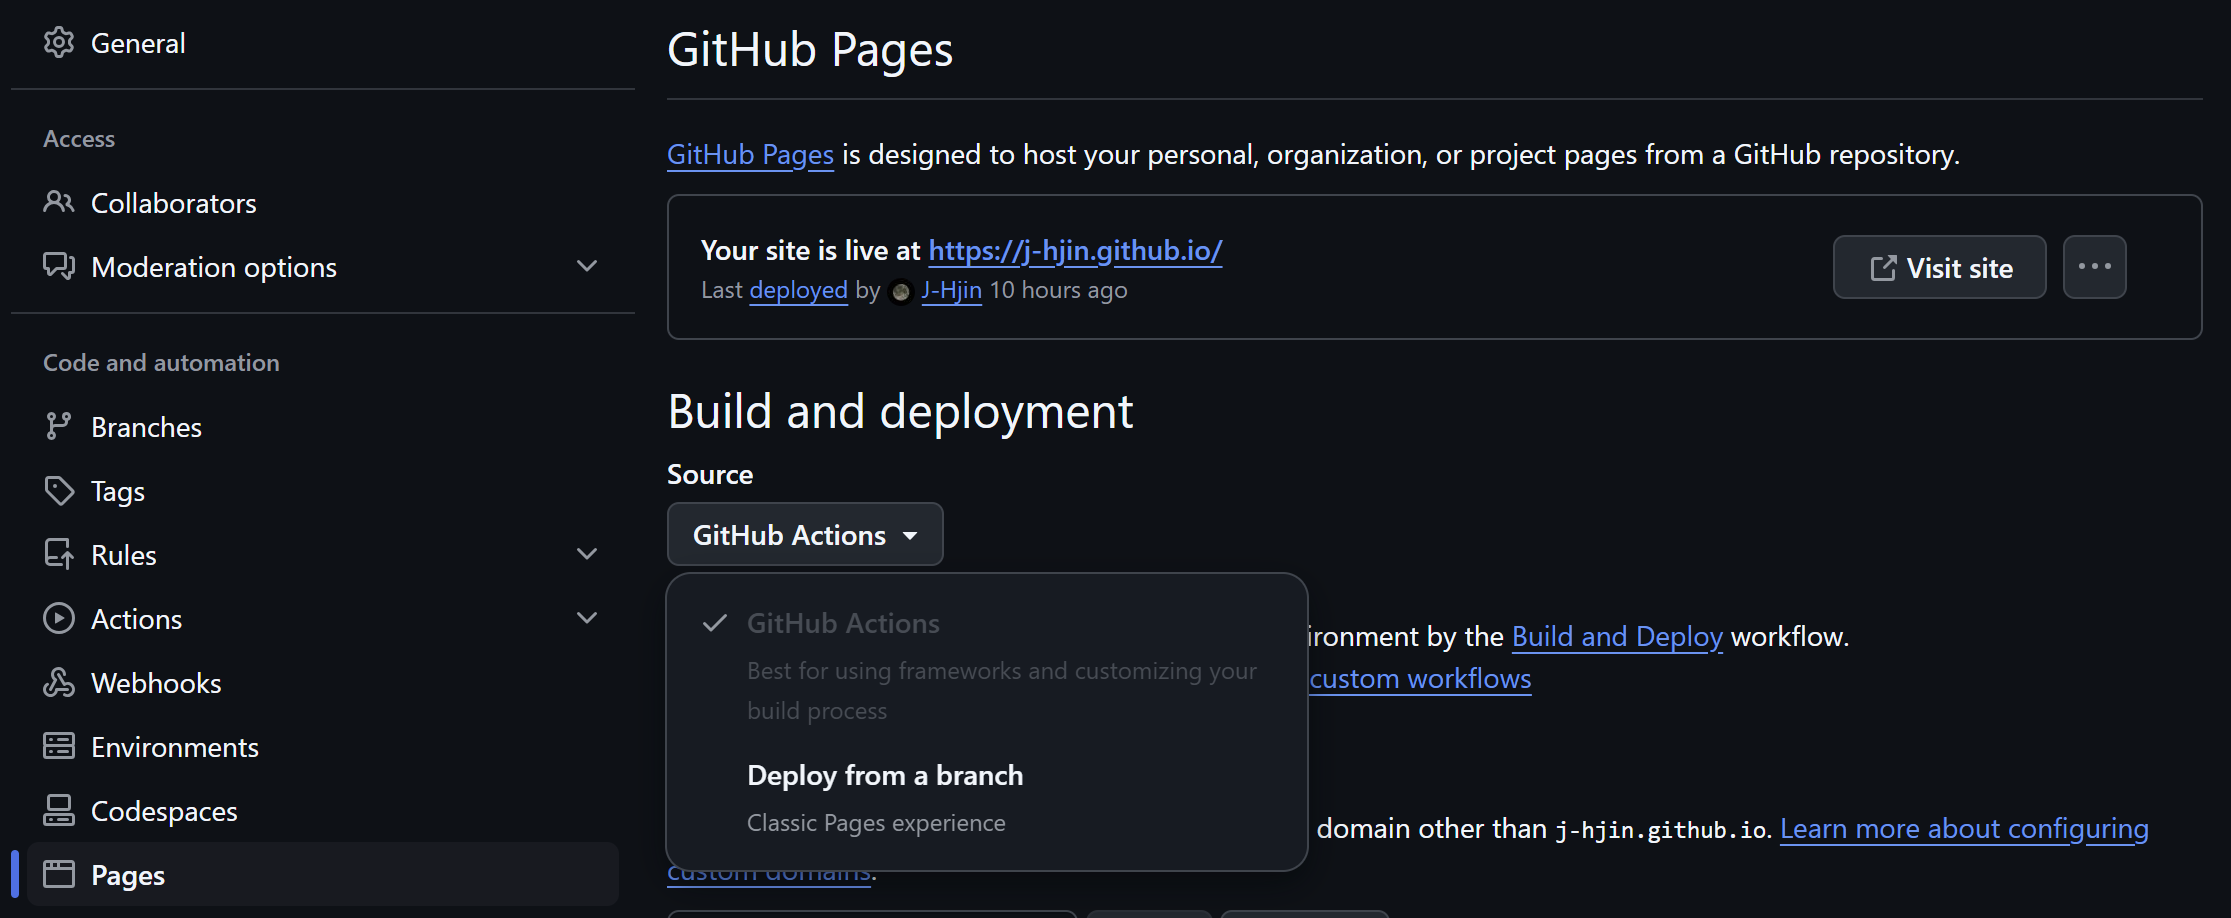 General
Access
Collaborators
Moderation options
Code and automation
Branches
Tags
Rules
Actions
Webhooks
Environments
Codespaces
Pages
GitHub Pages
GitHub Pages is designed to host your personal, organization, or project pages from a GitHub repository.
Your site is live at https://j-hjin.github.io/
Last deployed by J-Hjin 10 hours ago
Visit site
Build and deployment
Source
GitHub Actions
GitHub Actions
Best for using frameworks and customizing your
build process
Deploy from a branch
Classic Pages experience
ironment by the Build and Deploy workflow.
custom workflows
domain other than j-hjin.github.io. Learn more about configuring
custom domains.